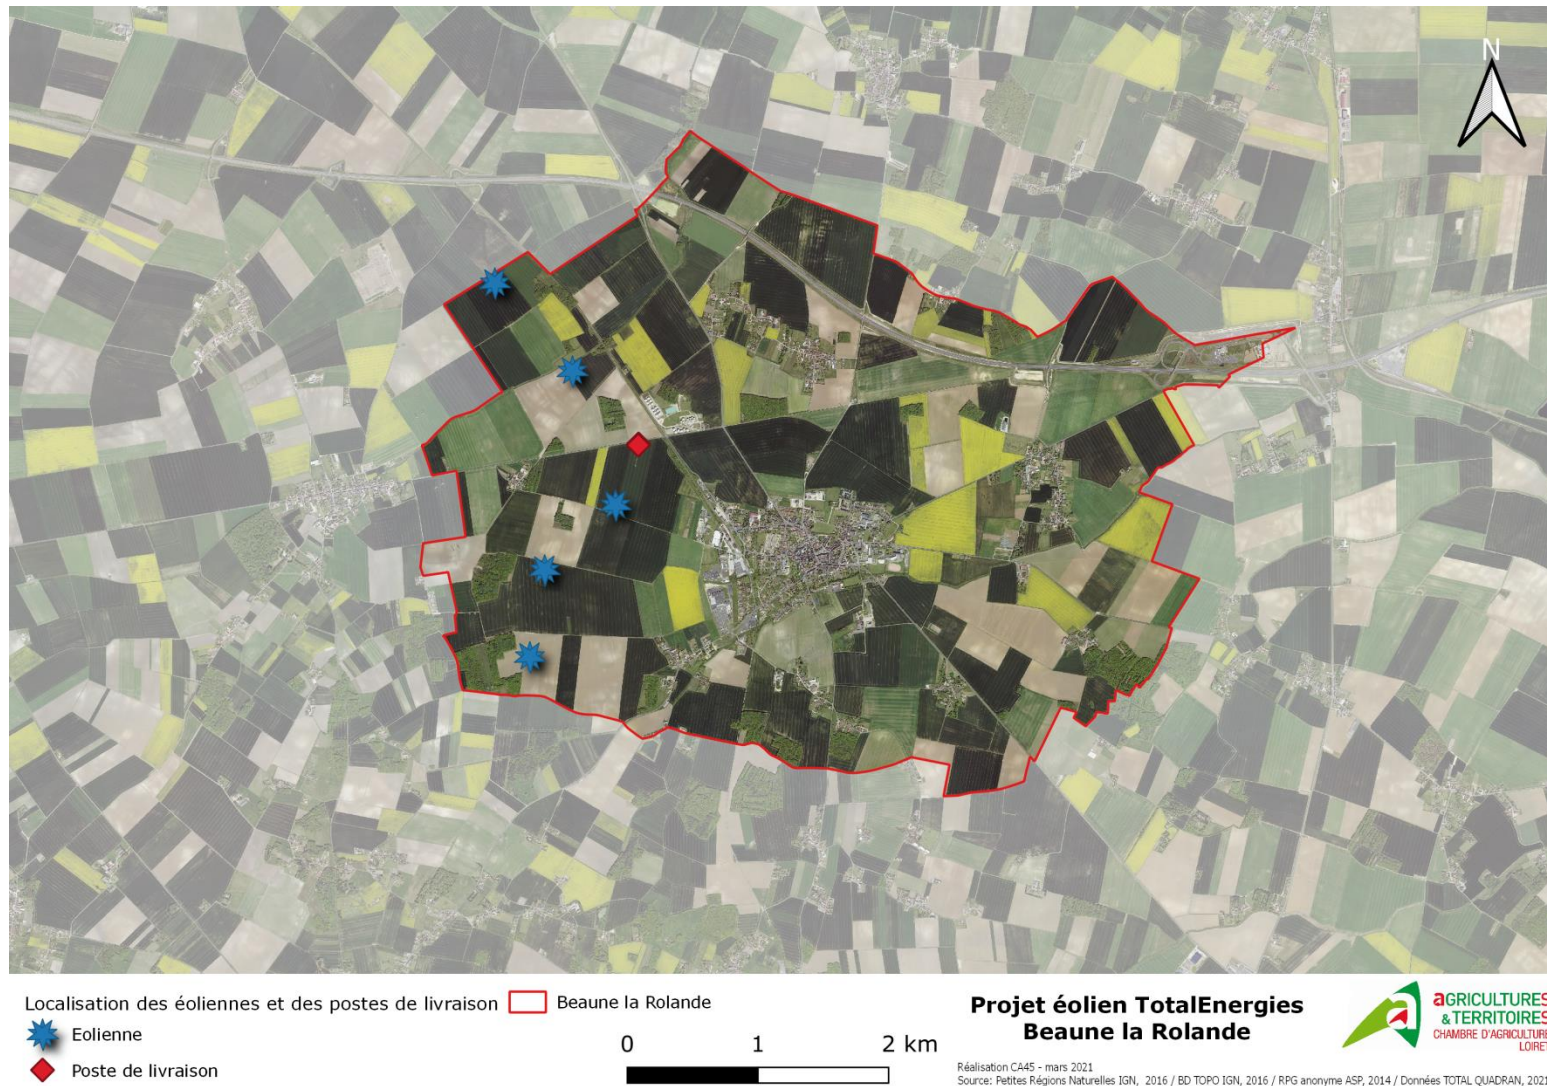 N
Localisation des éoliennes et des postes de livraison
Beaune la Rolande
Eolienne
Poste de livraison
0 1 2 km
Projet éolien TotalEnergies
Beaune la Rolande
Réalisation CA45 - mars 2021
Source: Petites Régions Naturelles IGN, 2016 / BD TOPO IGN, 2016 / RPG anonyme ASP, 2014 / Données TOTAL QUADRAN, 2021
aGRICULTURES
& TERRITOIRES
CHAMBRE D'AGRICULTURE
LOIRET